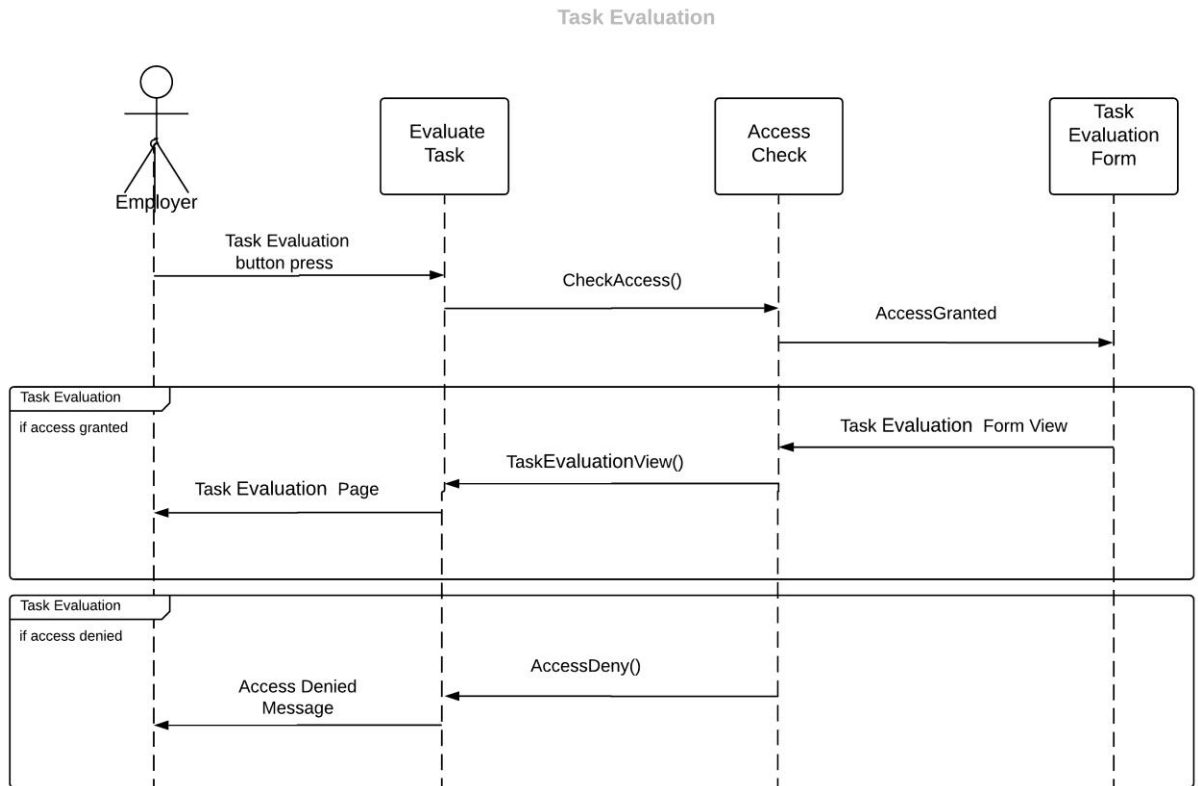 Task Evaluation
Evaluate
Task
Access
Check
Task
Evaluation
Form
Employer
Task Evaluation
button press
CheckAccess()
AccessGranted
Task Evaluation
if access granted
Task Evaluation Form View
TaskEvaluationView()
Task Evaluation Page
Task Evaluation
if access denied
AccessDeny()
Access Denied
Message